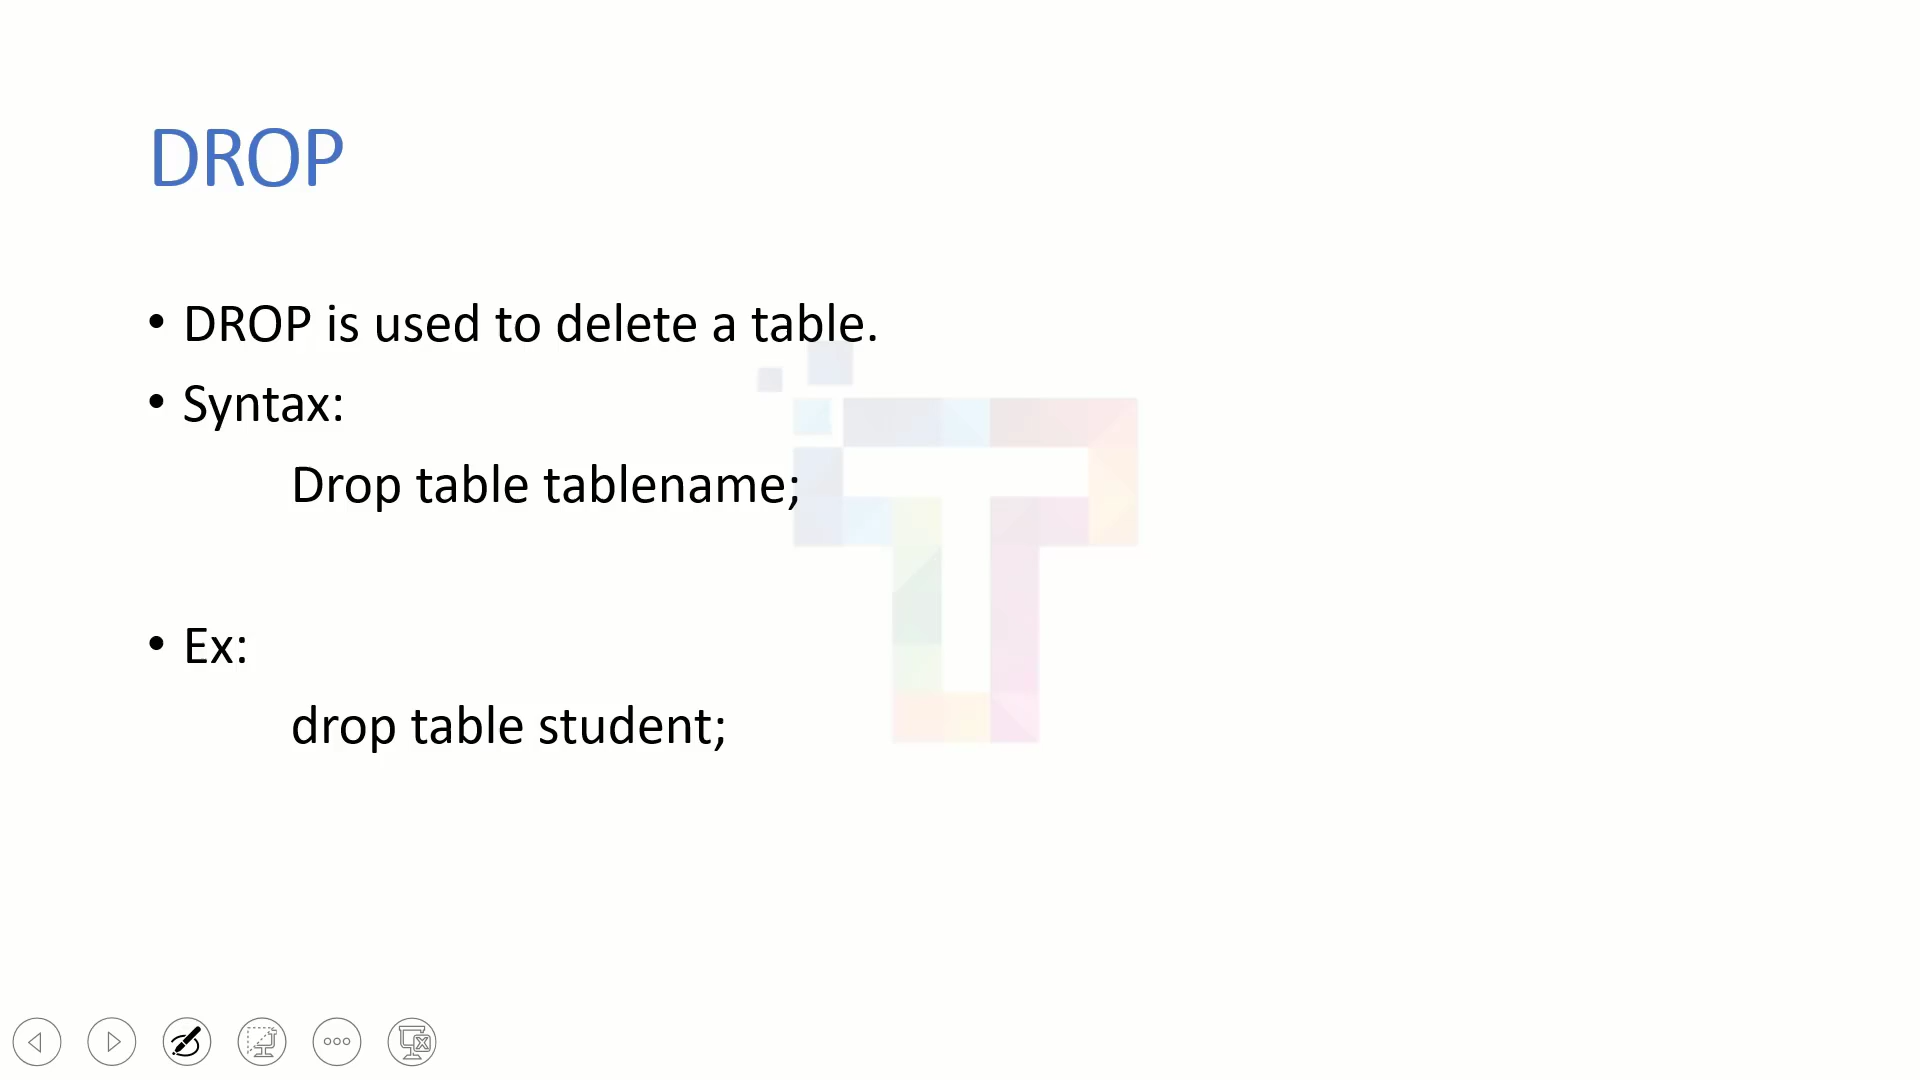 DROP
• DROP is used to delete a table.
• Syntax:
Drop table tablename;
• Ex:
drop table student;